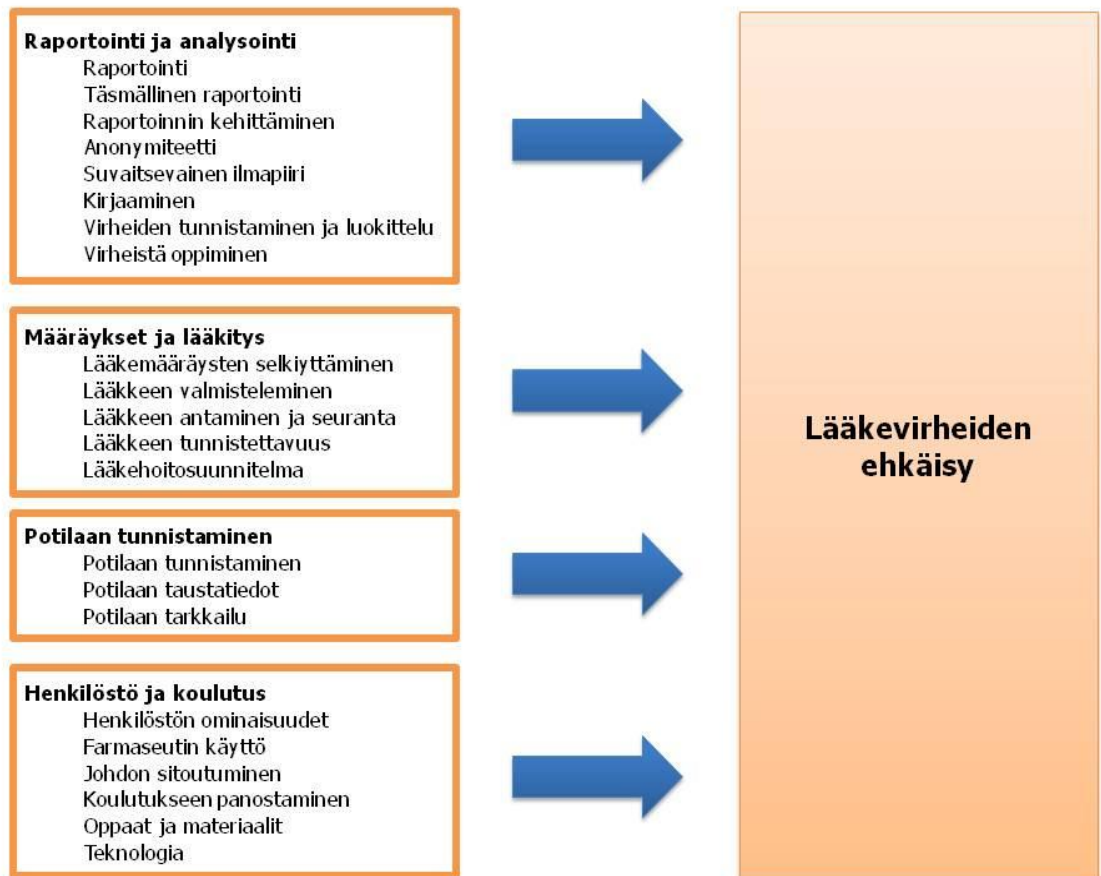 Raportointi ja analysointi
Raportointi
Täsmällinen raportointi
Raportoinnin kehittäminen
Anonymiteetti
Suvaitsevainen ilmapiiri
Kirjaaminen
Virheiden tunnistaminen ja luokittelu
Virheistä oppiminen
Määräykset ja lääkitys
Lääkemääräysten selkiyttäminen
Lääkkeen valmisteleminen
Lääkkeen antaminen ja seuranta
Lääkkeen tunnistettavuus
Lääkehoitosuunnitelma
Potilaan tunnistaminen
Potilaan tunnistaminen
Potilaan taustatiedot
Potilaan tarkkailu
Henkilöstö ja koulutus
Henkilöstön ominaisuudet
Farmaseutin käyttö
Johdon sitoutuminen
Koulutukseen panostaminen
Oppaat ja materiaalit
Teknologia
Lääkevirheiden
ehkäisy